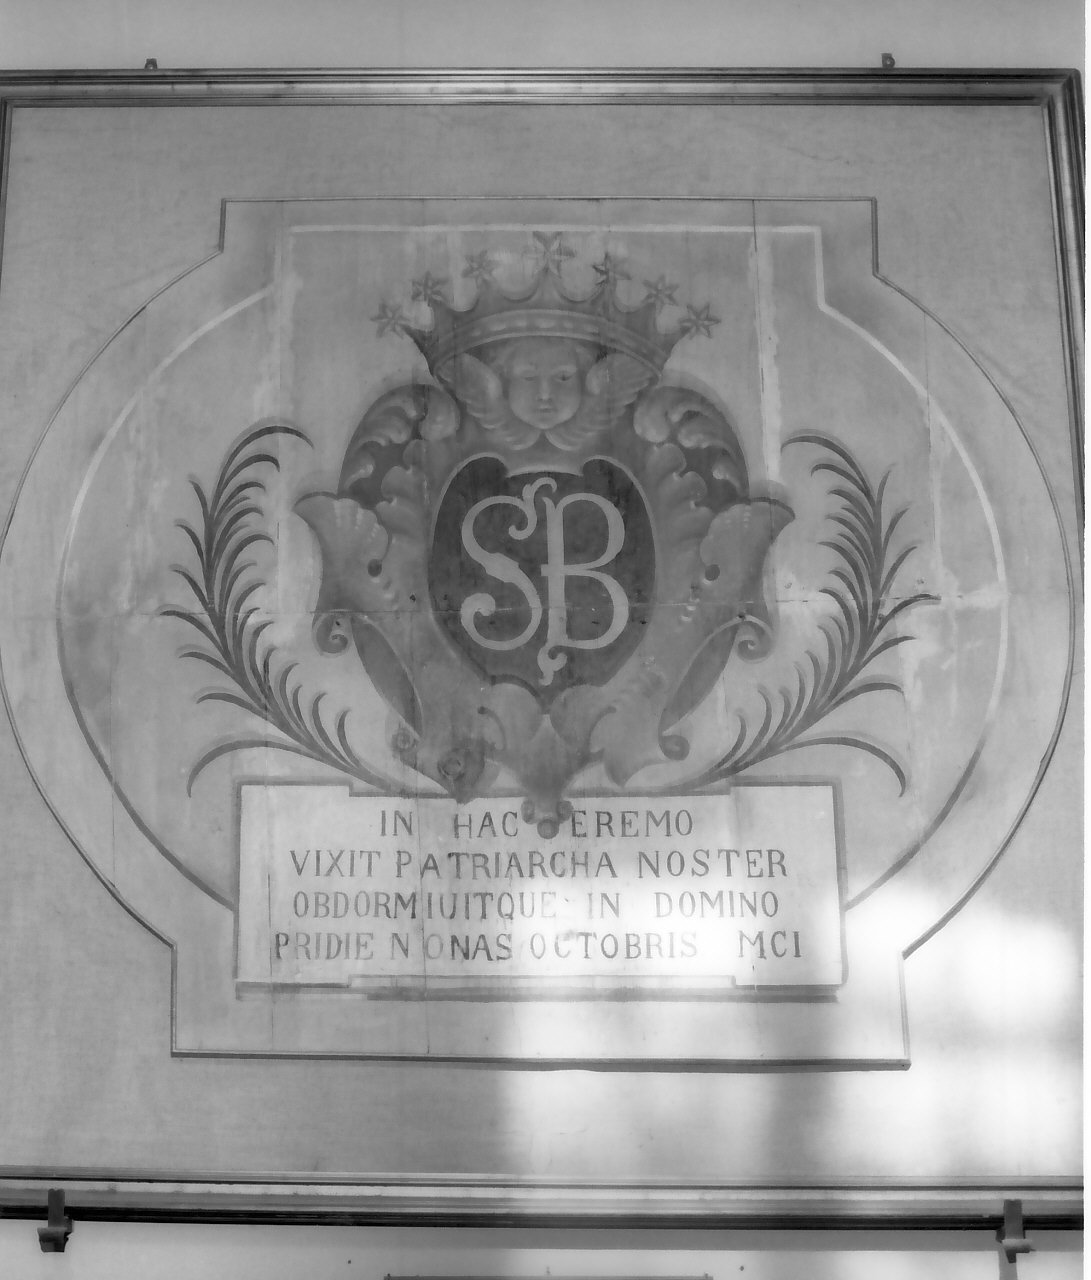 SB
IN HAC EREMO
VIXIT PATRIARCHA NOSTER
OBDORMIUITQUE IN DOMINO
PRIDIE NONAS OCTOBRIS MCI